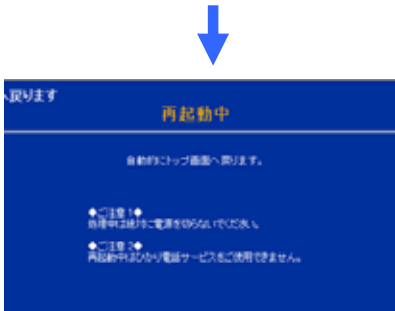 へ戻ります
再起動中
自動的にトップ画面へ戻ります。
◆ご注意1◆
処理中は絶対に電源を切らないでください。
◆ご注意2◆
再起動中はひかり電話サービスをご使用できません。